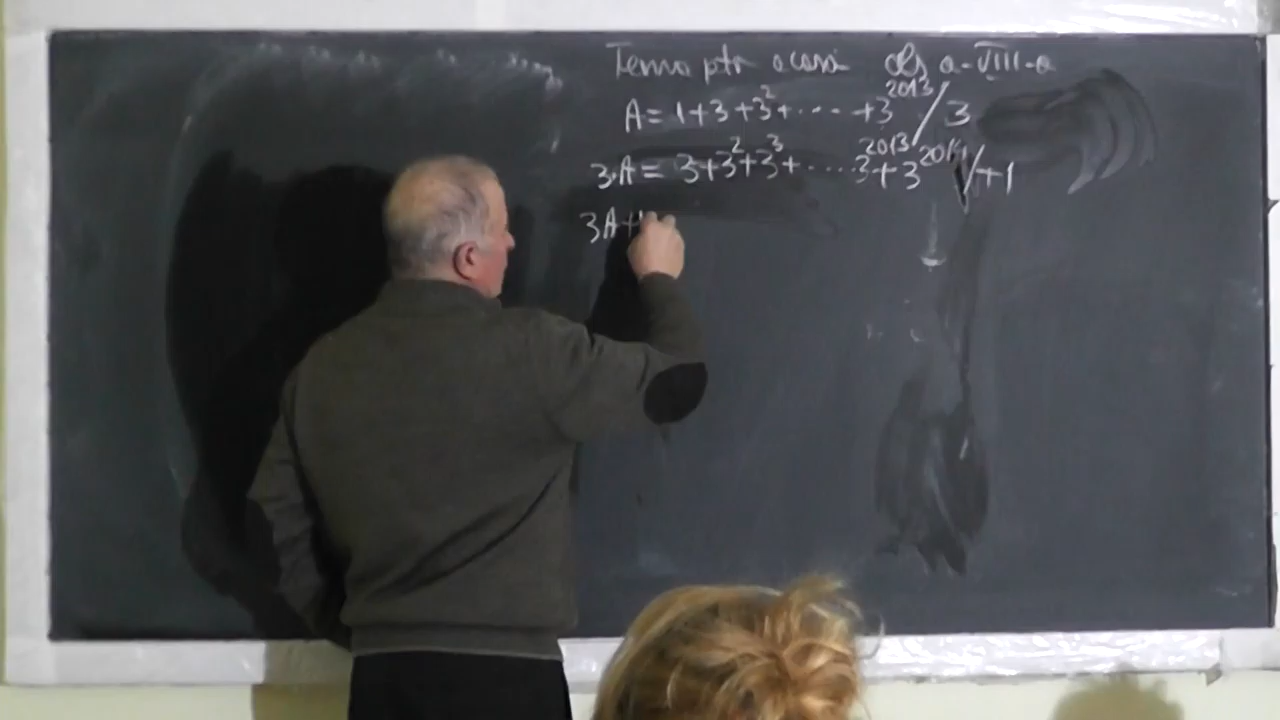 Tema ptr acasă cls a-VIII-a
A = 1+3+3²+....+3²⁰¹³ / 3
3·A = 3+3²+3³+.....3²⁰¹³+3²⁰¹⁴ /+1
3A+